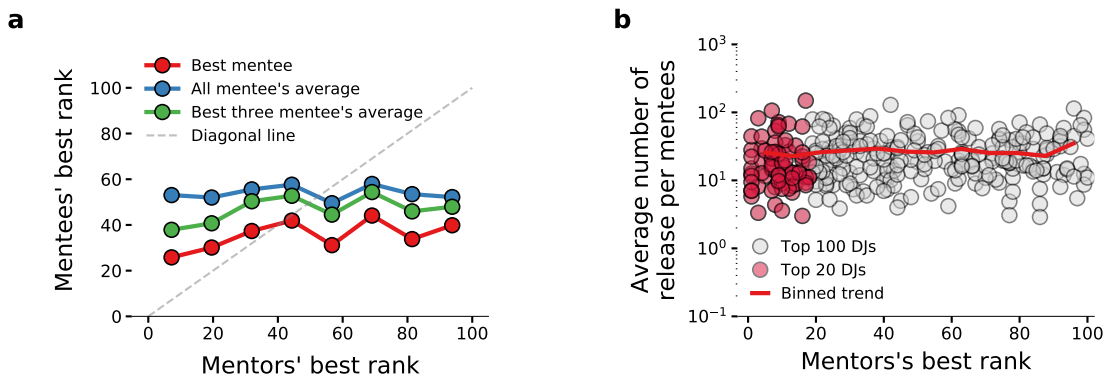 a
Best mentee
All mentee's average
Best three mentee's average
Diagonal line
Mentees' best rank
100
80
60
40
20
0
0 20 40 60 80 100
Mentors' best rank
b
Average number of
release per mentees
10³
10²
10¹
10⁰
10⁻¹
Top 100 DJs
Top 20 DJs
Binned trend
0 20 40 60 80 100
Mentors's best rank